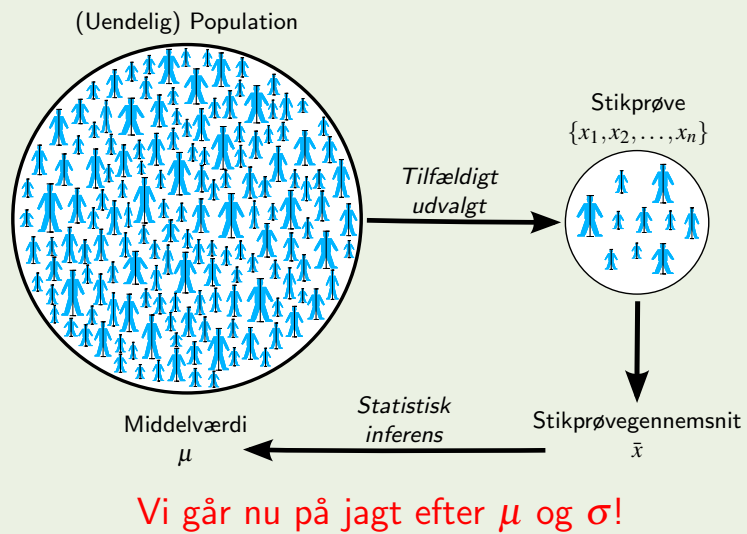 (Uendelig) Population
Stikprøve
{x₁, x₂, . . . , xₙ}
Tilfældigt
udvalgt
Statistisk
inferens
Middelværdi
μ
Stikprøvegennemsnit
x̄
Vi går nu på jagt efter μ og σ!